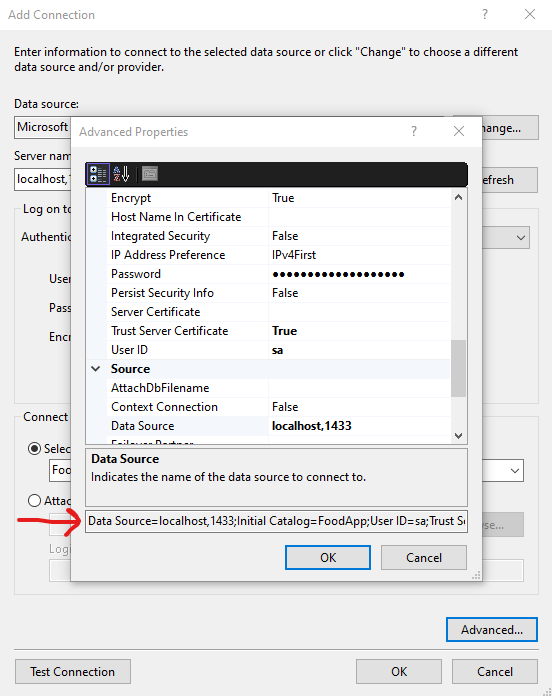 Add Connection
Enter information to connect to the selected data source or click "Change" to choose a different
data source and/or provider.
Data source:
Microsoft
Server nam
localhost,1
Refresh
Log on to
Authentic
User
Pass
Encr
Connect
Selec
Foo
Attac
Logi
Advanced...
Test Connection
OK
Cancel
Advanced Properties
Encrypt True
Host Name In Certificate
Integrated Security False
IP Address Preference IPv4First
Password ●●●●●●●●●●●●●●●●●●●
Persist Security Info False
Server Certificate
Trust Server Certificate True
User ID sa
Source
AttachDbFilename
Context Connection False
Data Source localhost,1433
Failover Partner
Data Source
Indicates the name of the data source to connect to.
Data Source=localhost,1433;Initial Catalog=FoodApp;User ID=sa;Trust Se
OK
Cancel